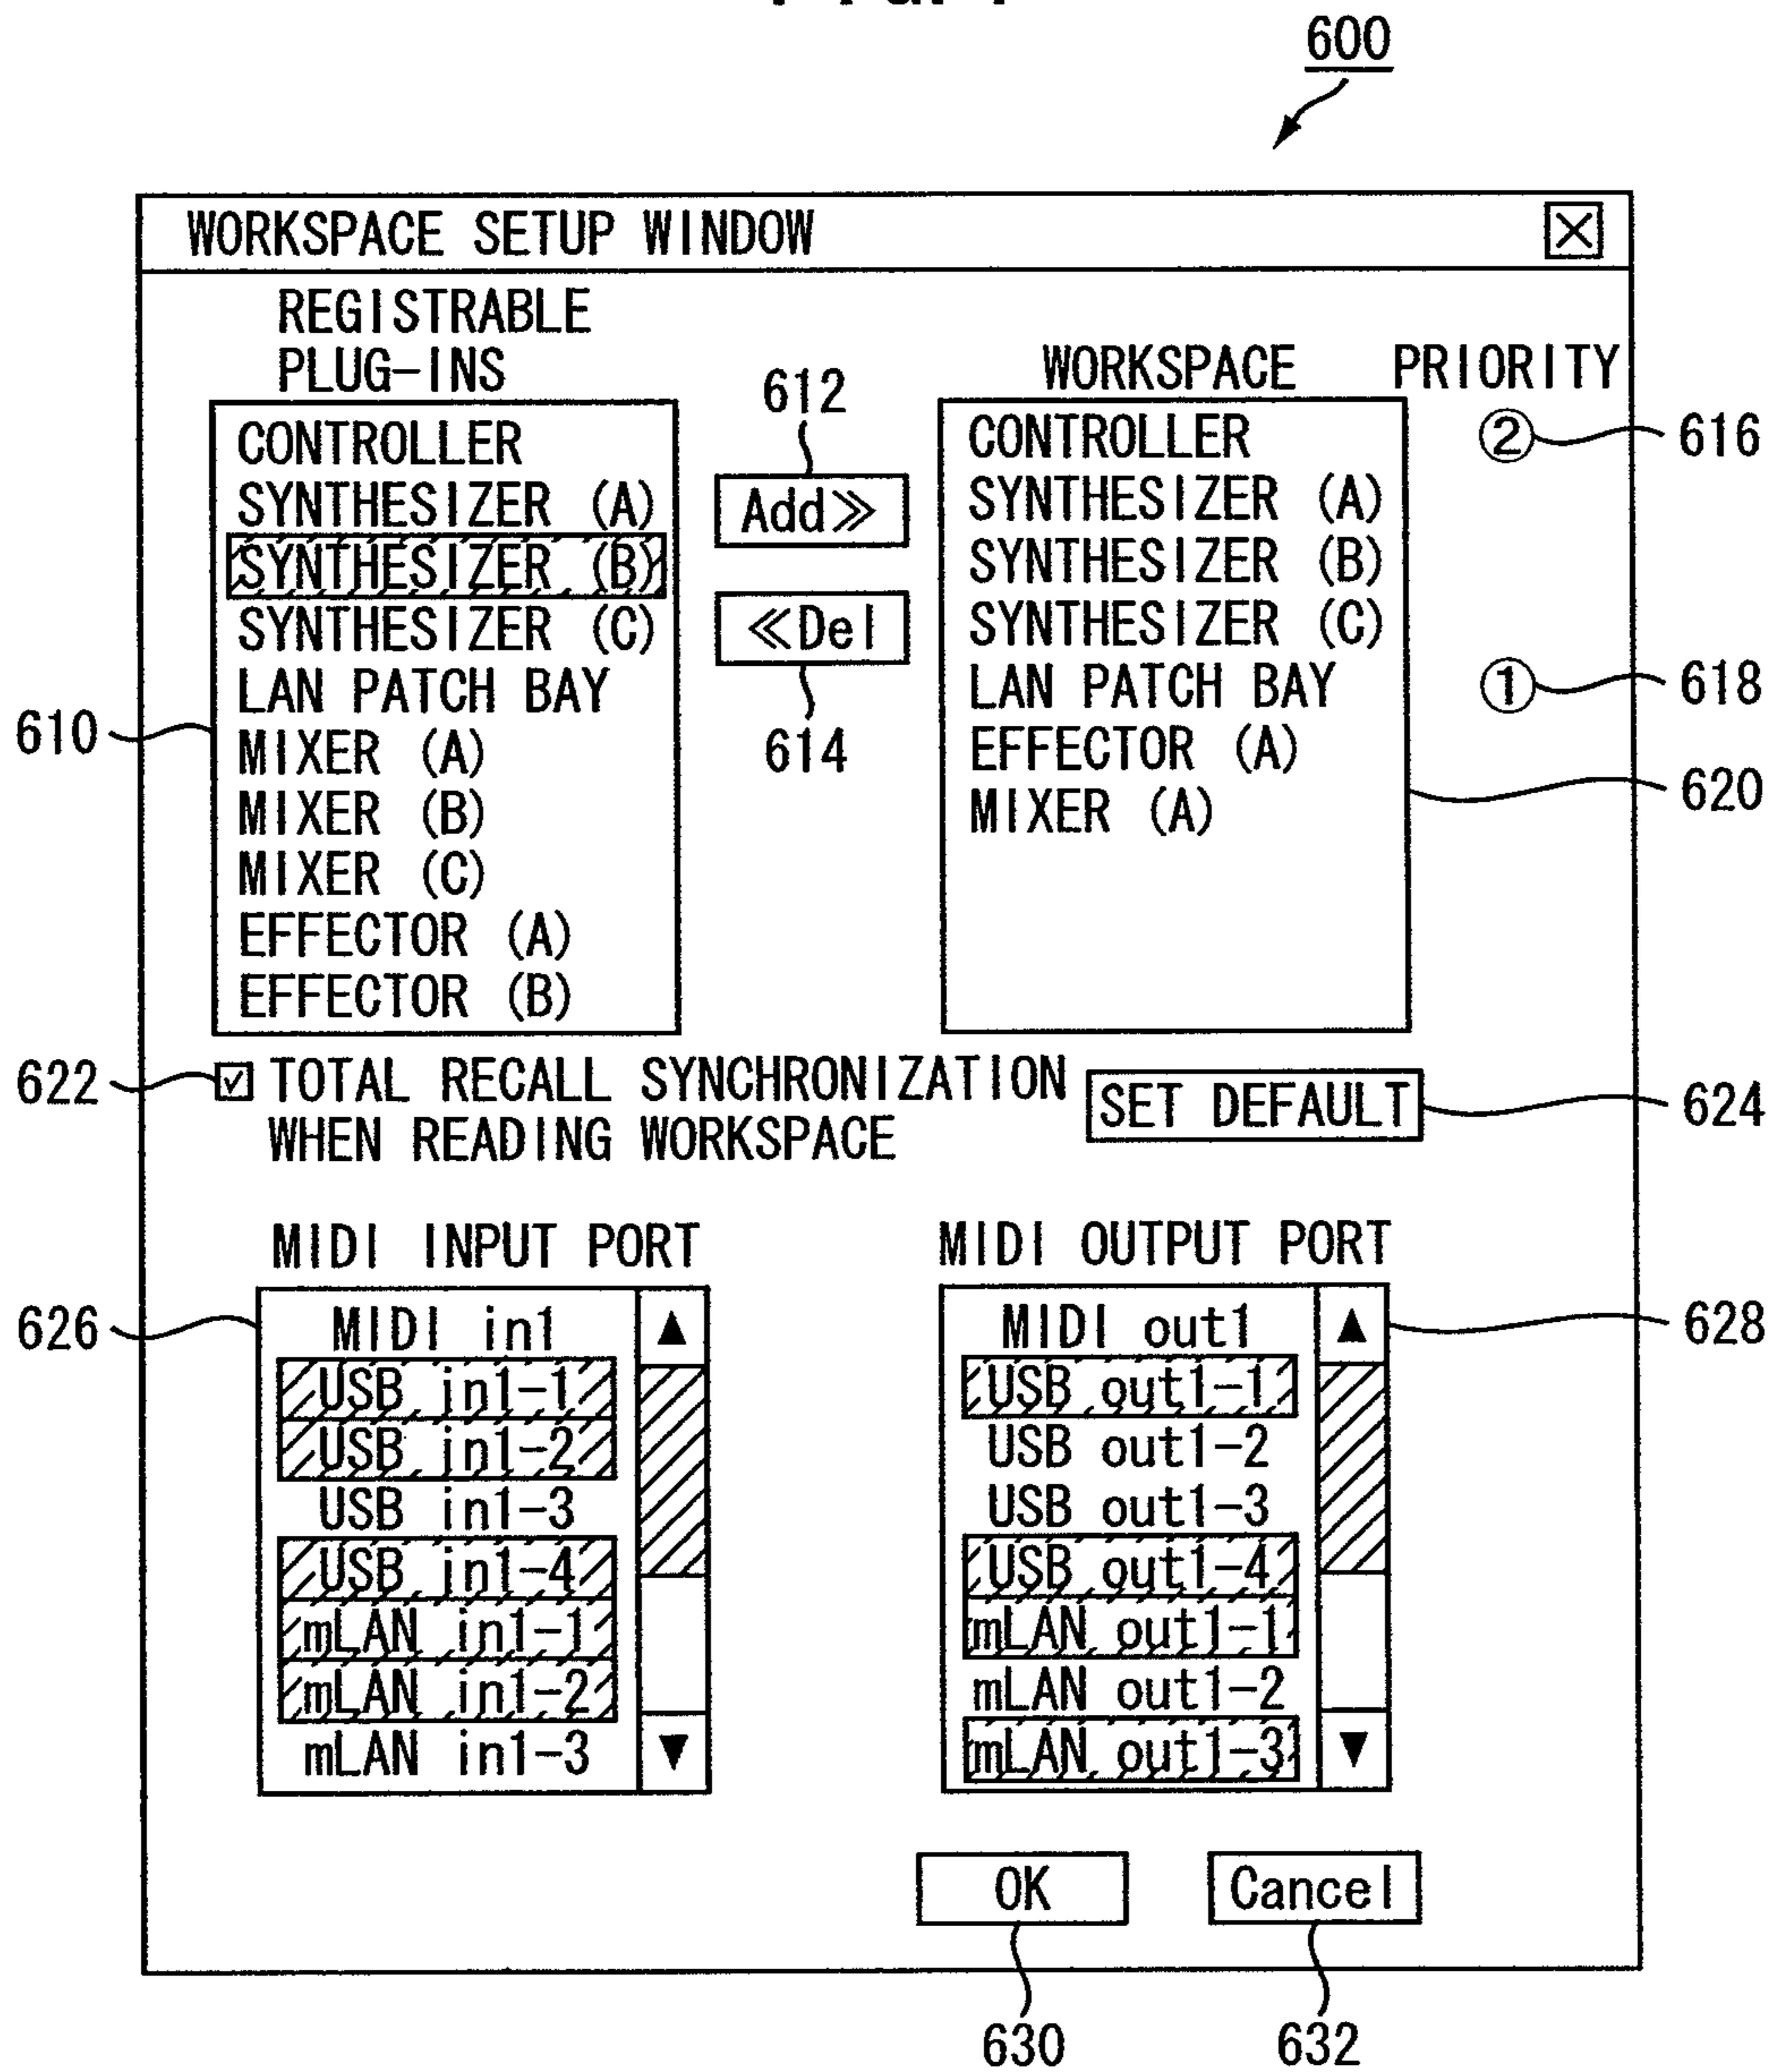 600
WORKSPACE SETUP WINDOW
REGISTRABLE
PLUG-INS
CONTROLLER
SYNTHESIZER (A)
SYNTHESIZER (B)
SYNTHESIZER (C)
LAN PATCH BAY
MIXER (A)
MIXER (B)
MIXER (C)
EFFECTOR (A)
EFFECTOR (B)
610
612
Add≫
≪Del
614
WORKSPACE
PRIORITY
CONTROLLER
SYNTHESIZER (A)
SYNTHESIZER (B)
SYNTHESIZER (C)
LAN PATCH BAY
EFFECTOR (A)
MIXER (A)
② 616
① 618
620
622
TOTAL RECALL SYNCHRONIZATION
WHEN READING WORKSPACE
SET DEFAULT
624
MIDI INPUT PORT
626
MIDI in1
USB in1-1
USB in1-2
USB in1-3
USB in1-4
mLAN in1-1
mLAN in1-2
mLAN in1-3
MIDI OUTPUT PORT
MIDI out1
USB out1-1
USB out1-2
USB out1-3
USB out1-4
mLAN out1-1
mLAN out1-2
mLAN out1-3
628
OK
Cancel
630
632